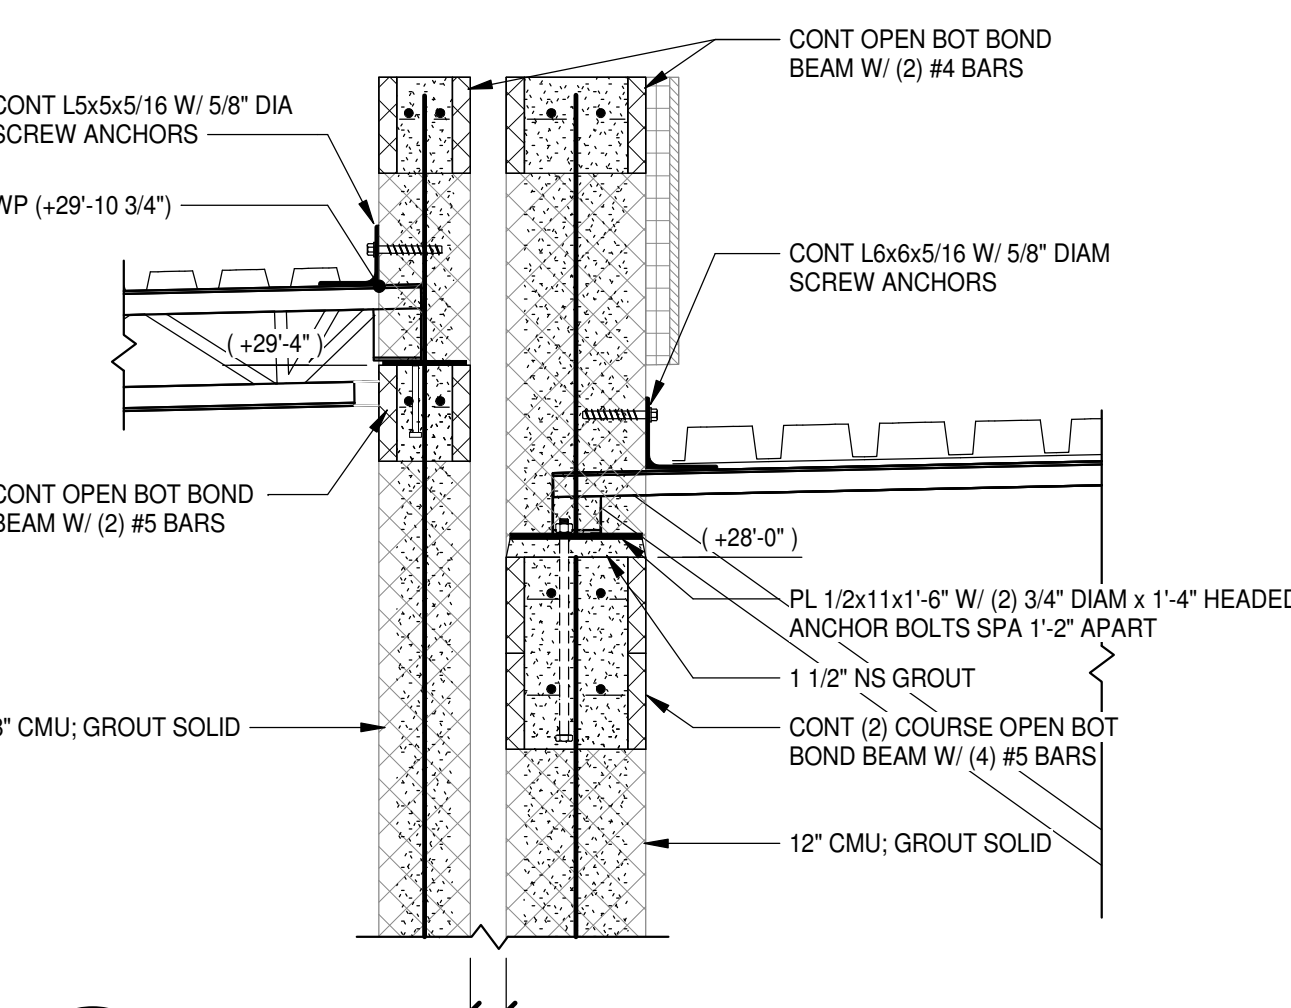 CONT OPEN BOT BOND
BEAM W/ (2) #4 BARS
CONT L5x5x5/16 W/ 5/8" DIA
SCREW ANCHORS
WP (+29'-10 3/4")
CONT L6x6x5/16 W/ 5/8" DIAM
SCREW ANCHORS
( +29'-4" )
CONT OPEN BOT BOND
BEAM W/ (2) #5 BARS
( +28'-0" )
PL 1/2x11x1'-6" W/ (2) 3/4" DIAM x 1'-4" HEADED
ANCHOR BOLTS SPA 1'-2" APART
1 1/2" NS GROUT
8" CMU; GROUT SOLID
CONT (2) COURSE OPEN BOT
BOND BEAM W/ (4) #5 BARS
12" CMU; GROUT SOLID